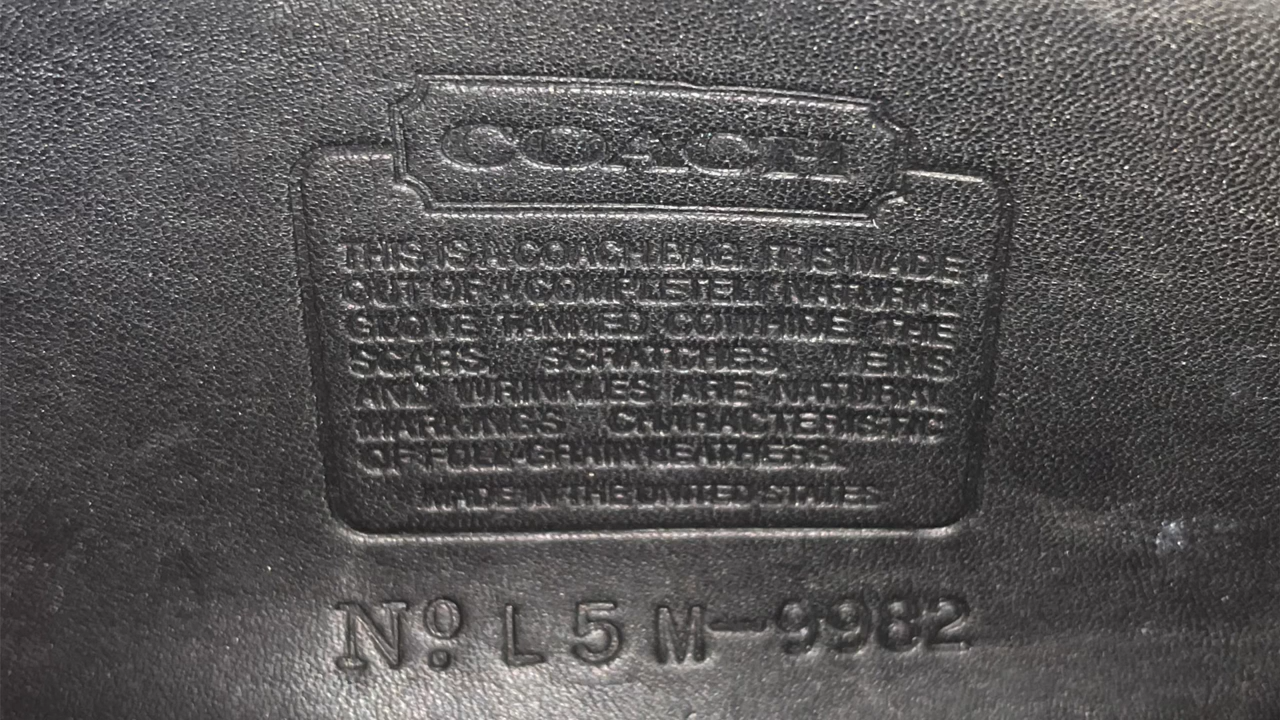 COACH
THIS IS A COACH BAG. IT IS MADE
OUT OF A COMPLETELY NATURAL
GLOVE TANNED COWHIDE. THE
SCARS, SCRATCHES, VEINS
AND WRINKLES ARE NATURAL
MARKINGS CHARACTERISTIC
OF FULL-GRAIN LEATHERS.
MADE IN THE UNITED STATES
Nº L5M-9982